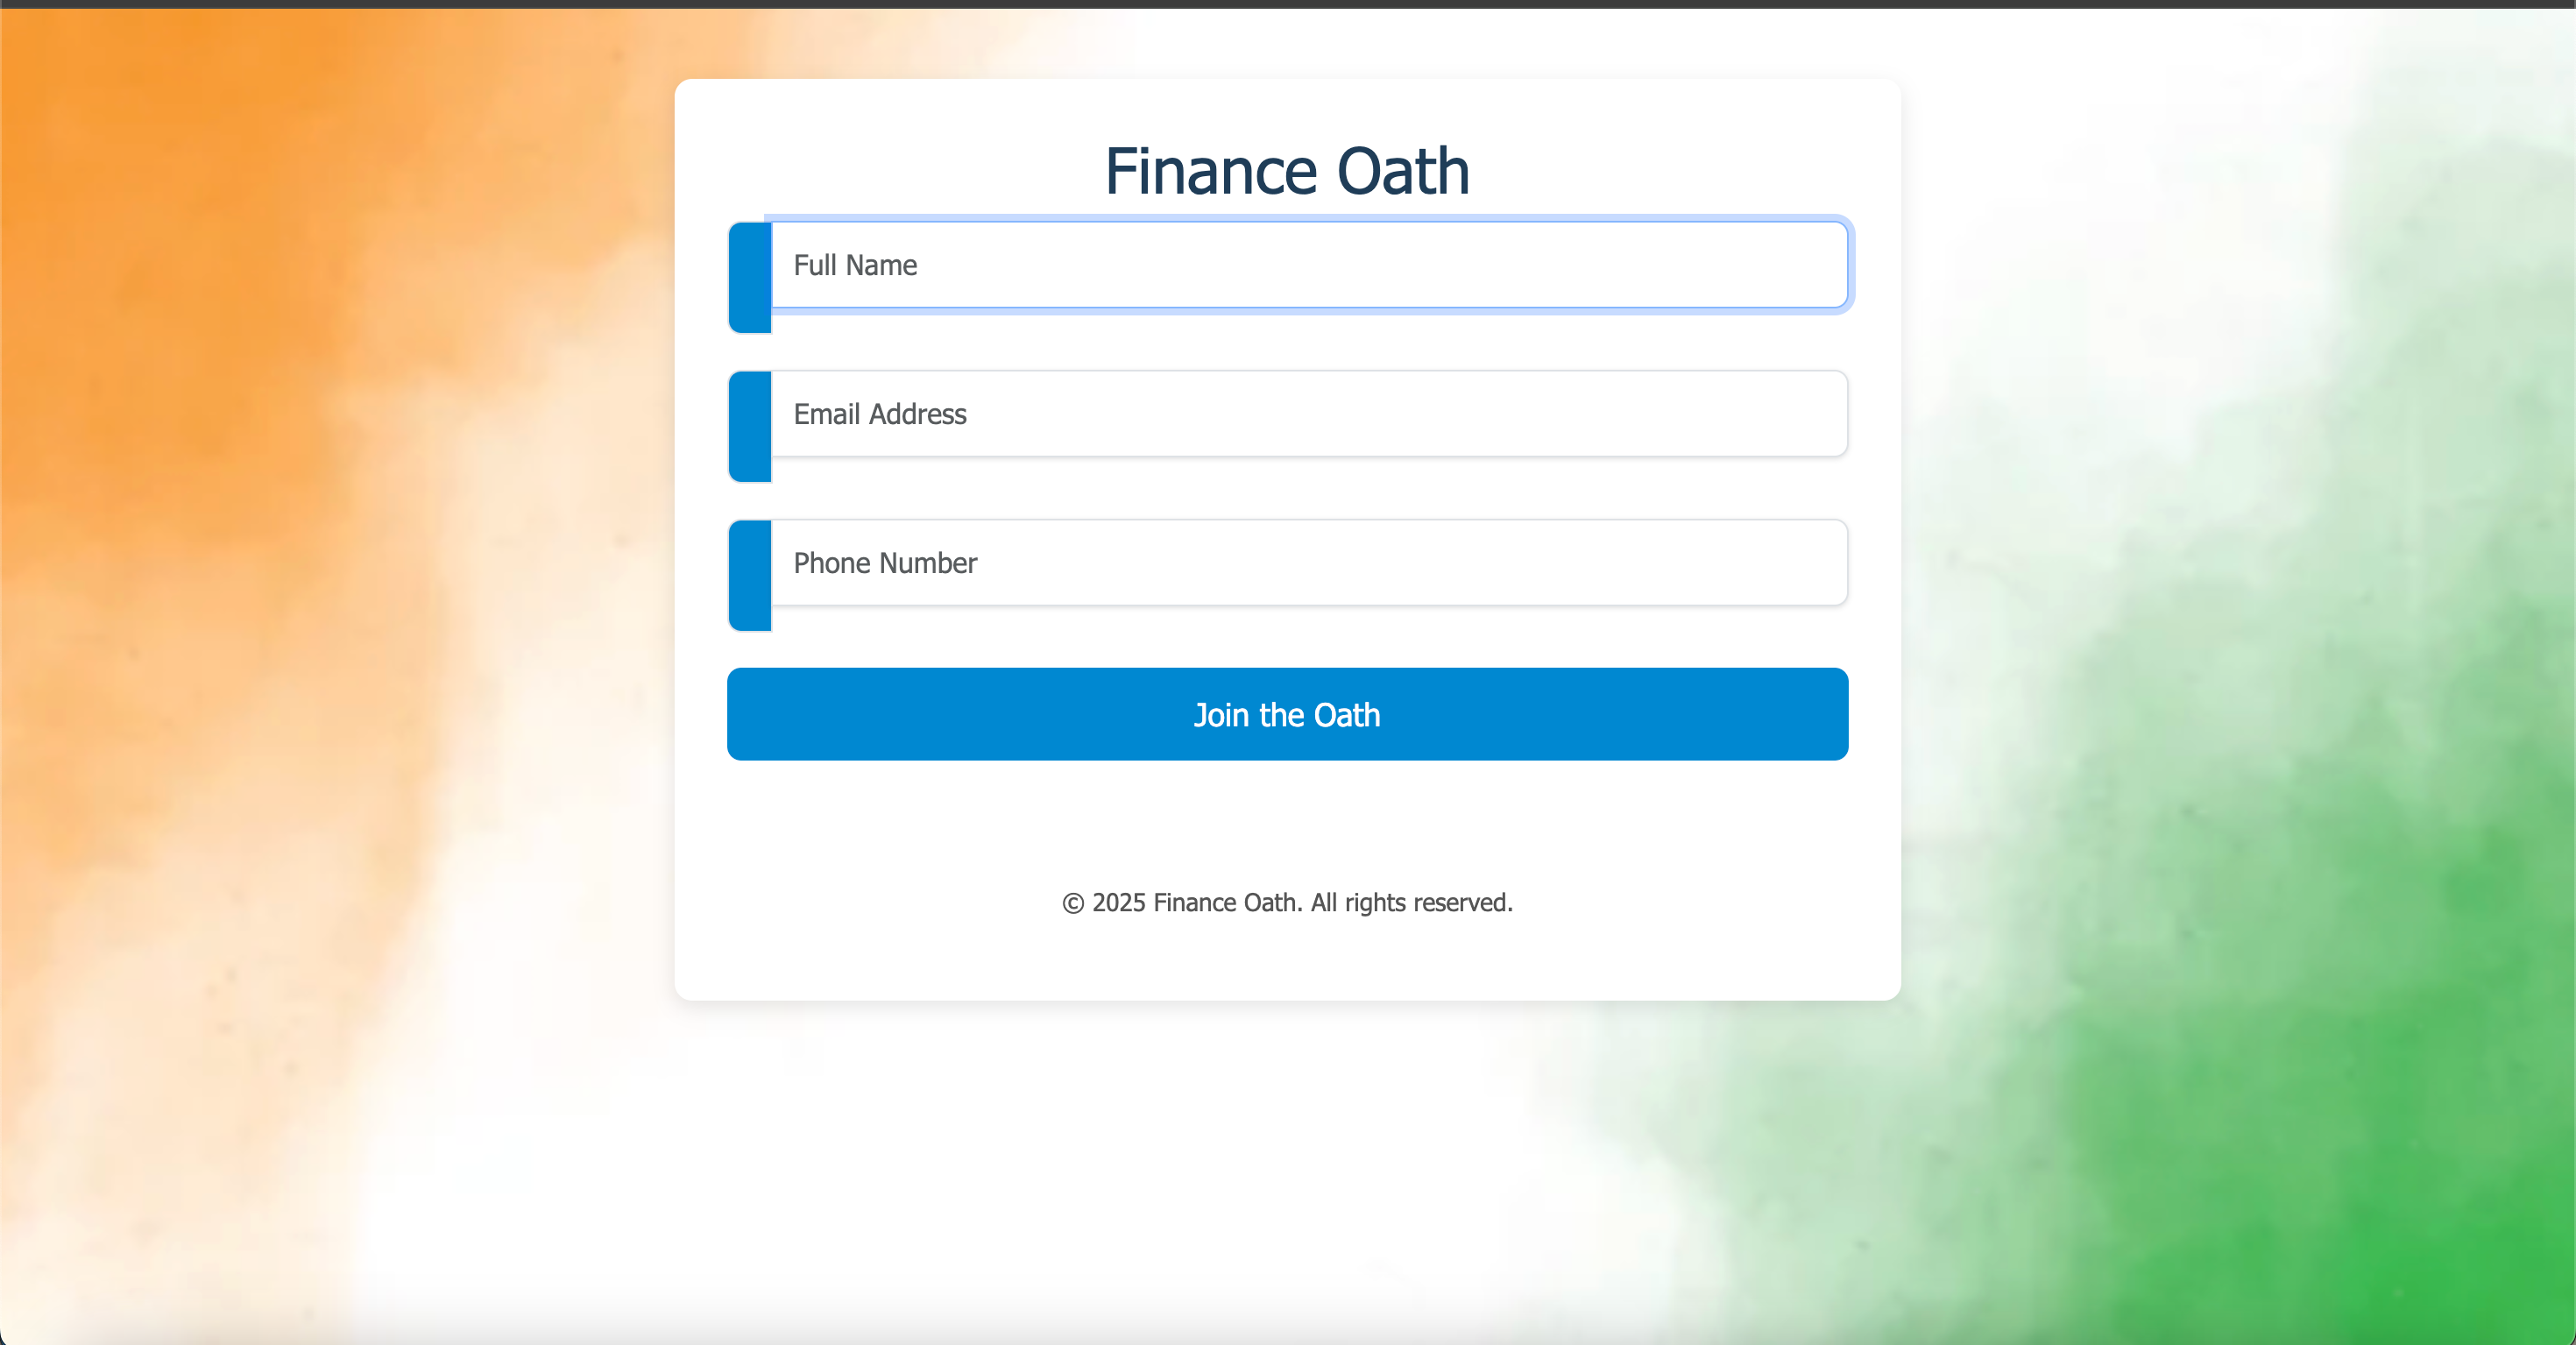 Finance Oath
Full Name
Email Address
Phone Number
Join the Oath
© 2025 Finance Oath. All rights reserved.